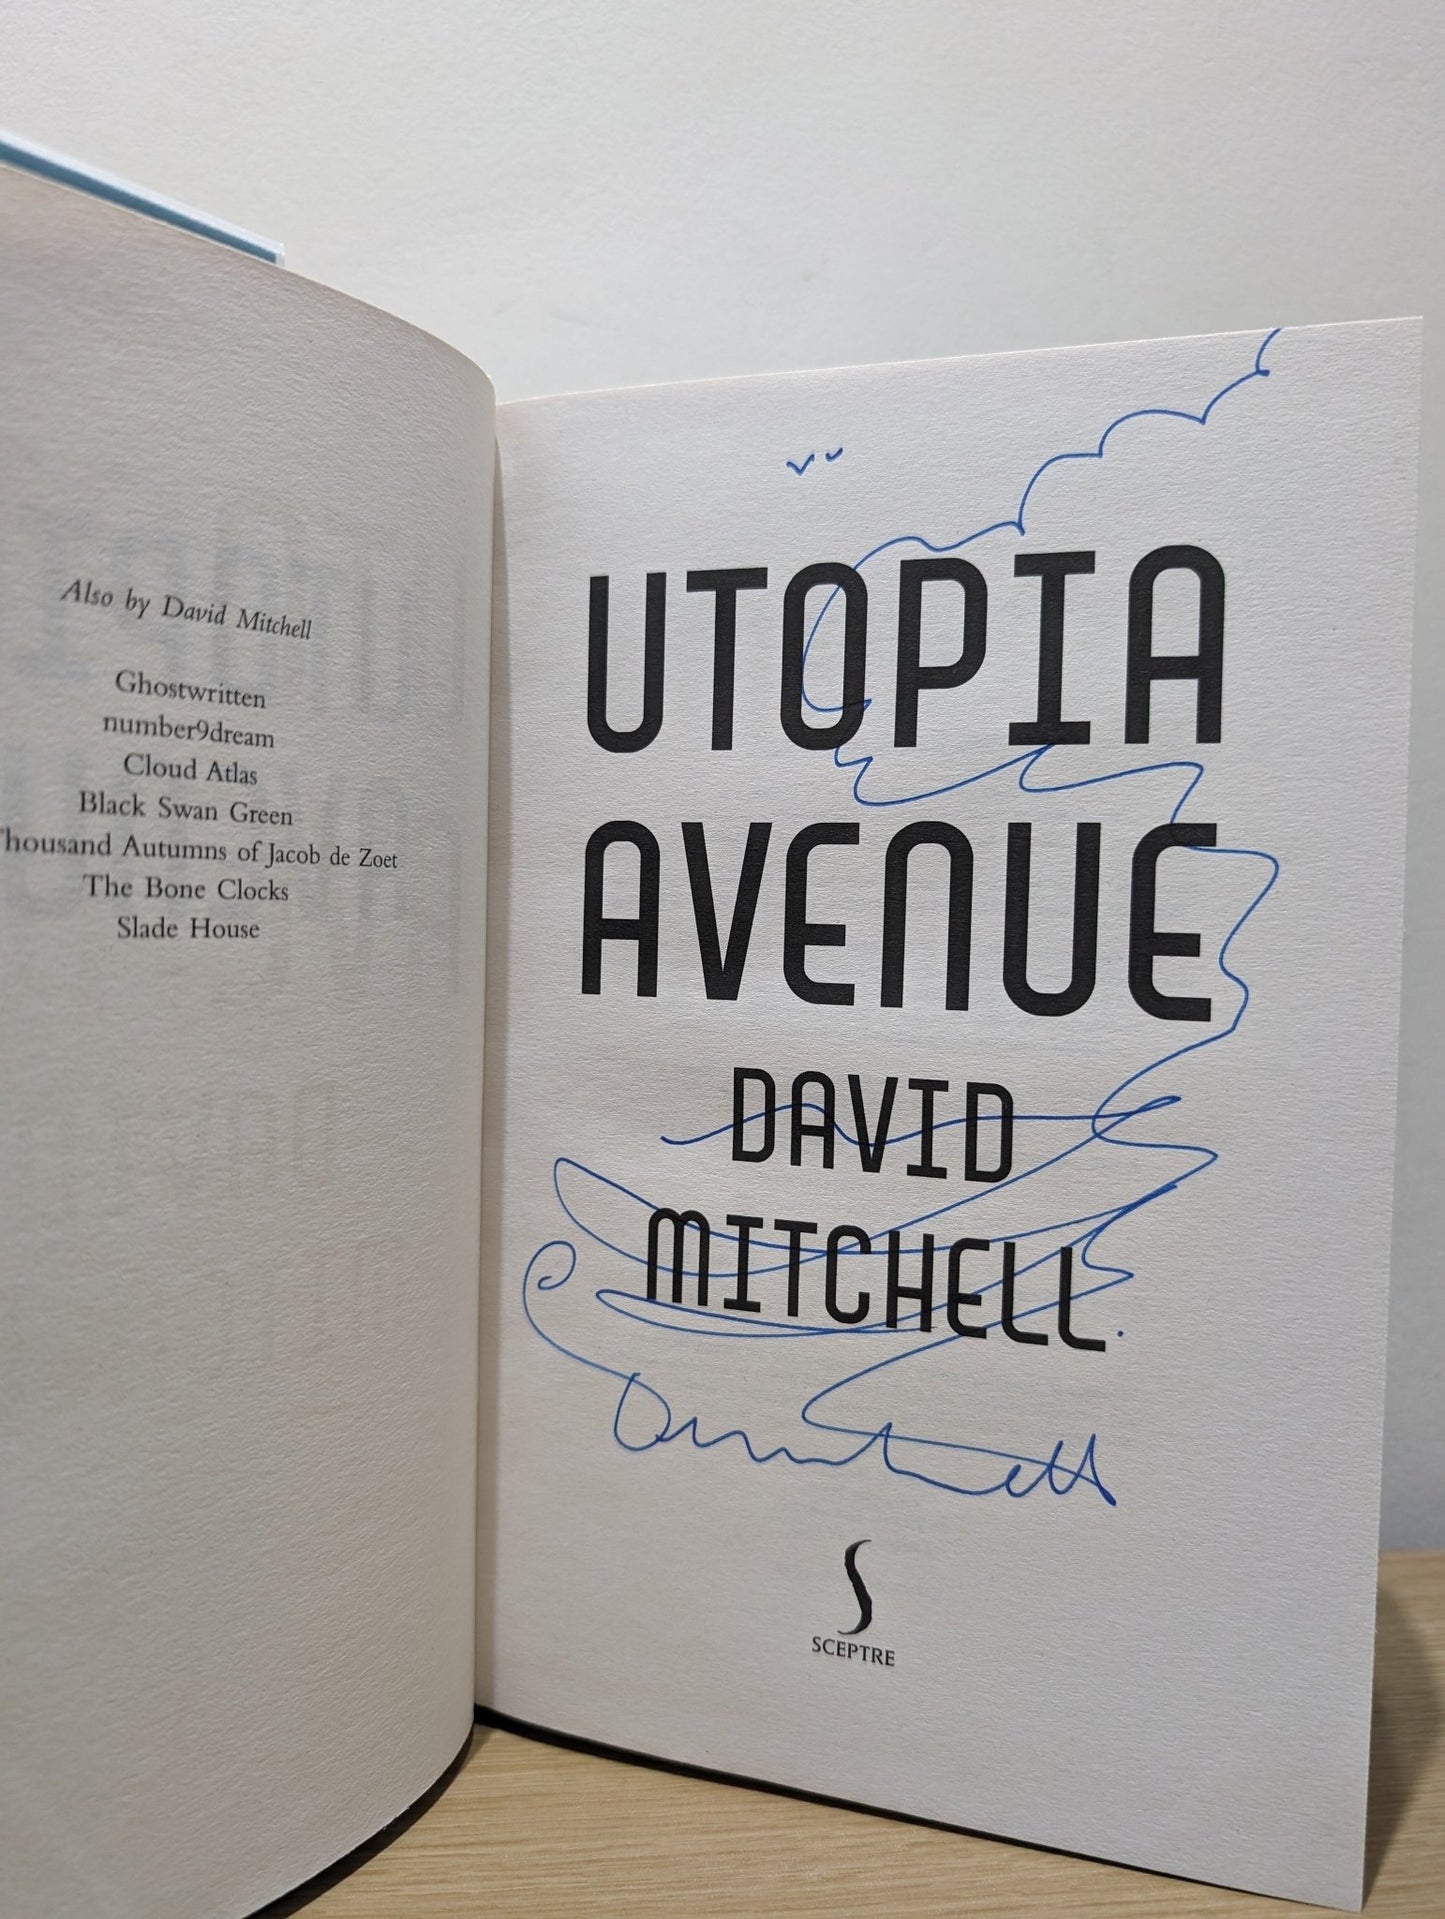 Also by David Mitchell
Ghostwritten
number9dream
Cloud Atlas
Black Swan Green
Thousand Autumns of Jacob de Zoet
The Bone Clocks
Slade House
UTOPIA
AVENUE
DAVID
MITCHELL
SCEPTRE